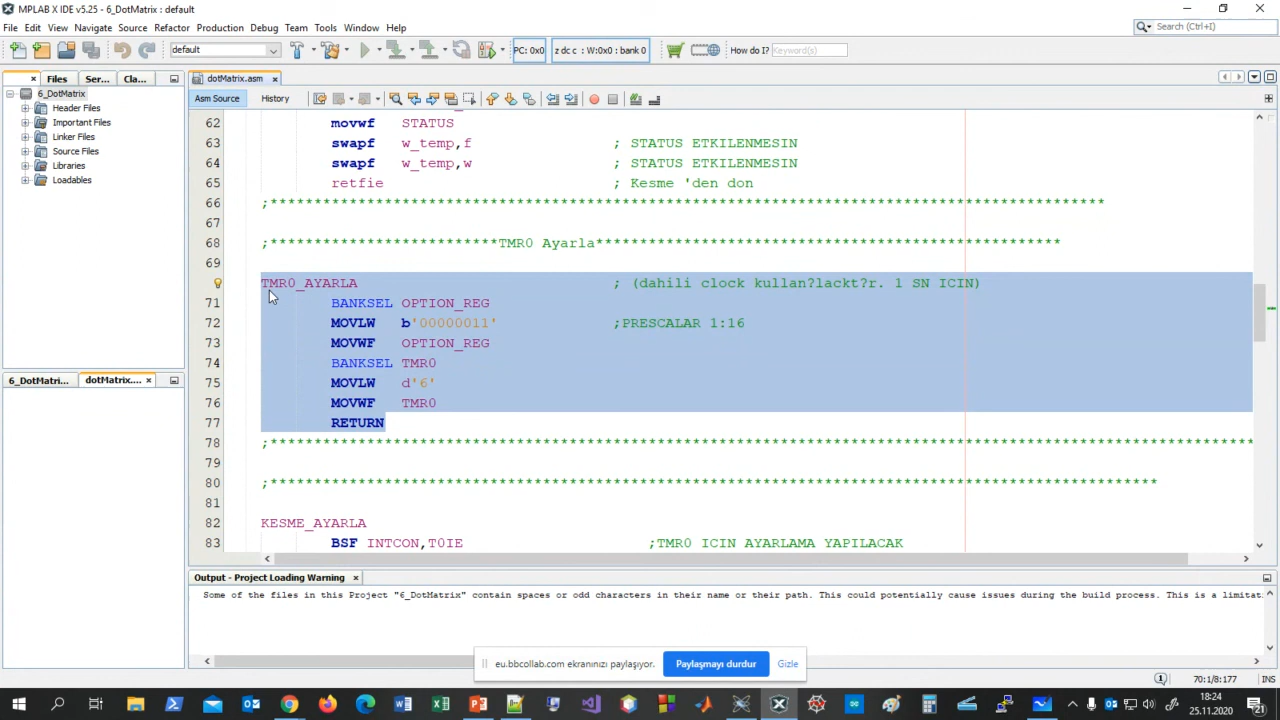 MPLAB X IDE v5.25 - 6_DotMatrix : default
File Edit View Navigate Source Refactor Production Debug Team Tools Window Help
Search (Ctrl+I)
default
PC: 0x0
z dc c : W:0x0 : bank 0
How do I?
Keyword(s)
Files
Ser...
Cla...
dotMatrix.asm
Asm Source
History
6_DotMatrix
Header Files
Important Files
Linker Files
Source Files
Libraries
Loadables
6_DotMatri...
dotMatrix....
62 movwf STATUS
63 swapf w_temp,f ; STATUS ETKILENMESIN
64 swapf w_temp,w ; STATUS ETKILENMESIN
65 retfie ; Kesme 'den don
66 ;************************************************************************************************
67
68 ;**************************TMR0 Ayarla*****************************************************
69
TMR0_AYARLA ; (dahili clock kullan?lackt?r. 1 SN ICIN)
71 BANKSEL OPTION_REG
72 MOVLW b'00000011' ;PRESCALAR 1:16
73 MOVWF OPTION_REG
74 BANKSEL TMR0
75 MOVLW d'6'
76 MOVWF TMR0
77 RETURN
78 ;*****************************************************************************************************************
79
80 ;******************************************************************************************************
81
82 KESME_AYARLA
83 BSF INTCON,T0IE ;TMR0 ICIN AYARLAMA YAPILACAK
Output - Project Loading Warning
Some of the files in this Project "6_DotMatrix" contain spaces or odd characters in their name or their path. This could potentially cause issues during the build process. This is a limitat
eu.bbcollab.com ekranınızı paylaşıyor.
Paylaşmayı durdur
Gizle
70:1/8:177
INS
18:24
25.11.2020
21